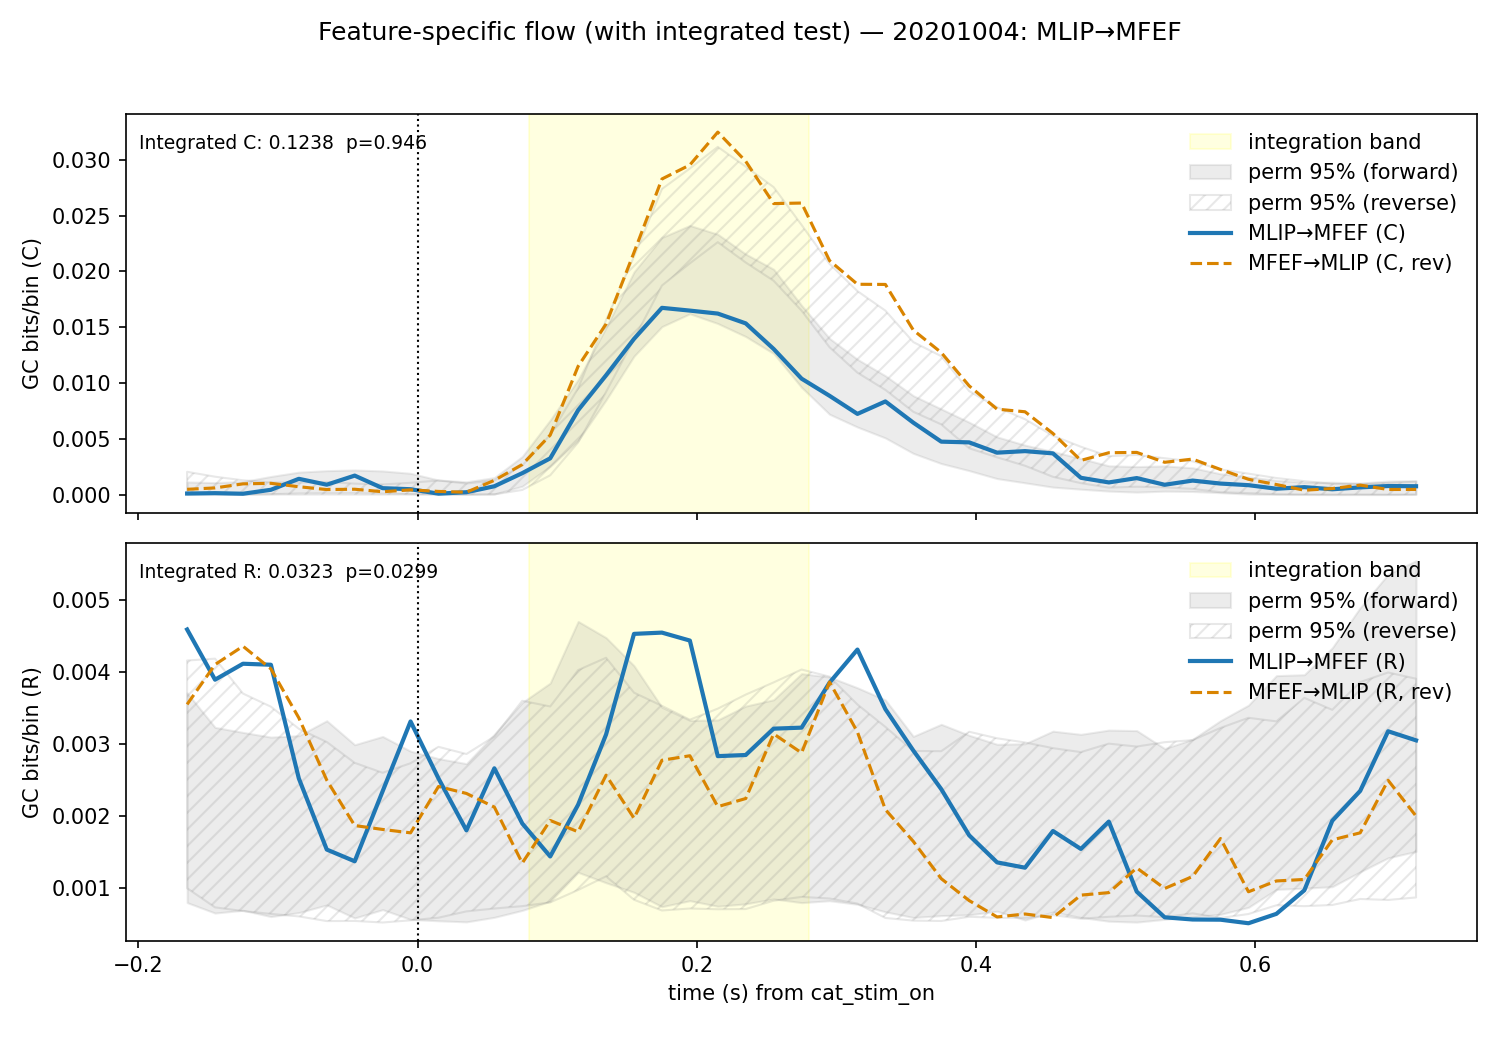 Feature-specific flow (with integrated test) — 20201004: MLIP→MFEF
Integrated C: 0.1238  p=0.946
integration band
perm 95% (forward)
perm 95% (reverse)
MLIP→MFEF (C)
MFEF→MLIP (C, rev)
GC bits/bin (C)
0.030
0.025
0.020
0.015
0.010
0.005
0.000
Integrated R: 0.0323  p=0.0299
integration band
perm 95% (forward)
perm 95% (reverse)
MLIP→MFEF (R)
MFEF→MLIP (R, rev)
GC bits/bin (R)
0.005
0.004
0.003
0.002
0.001
−0.2
0.0
0.2
0.4
0.6
time (s) from cat_stim_on